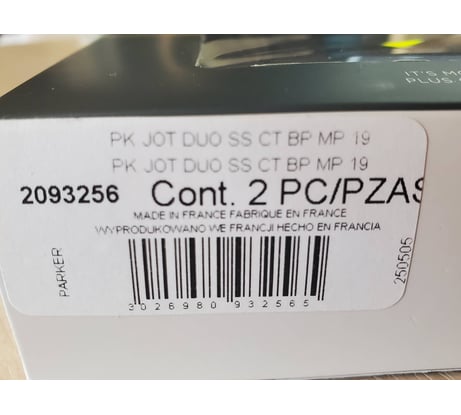 IT'S MO
PLUS.
PK JOT DUO SS CT BP MP 19
PK JOT DUO SS CT BP MP 19
2093256 Cont. 2 PC/PZAS
MADE IN FRANCE FABRIQUE EN FRANCE
WYPRODUKOWANO WE FRANCJI HECHO EN FRANCIA
PARKER
250505
3026980 932565